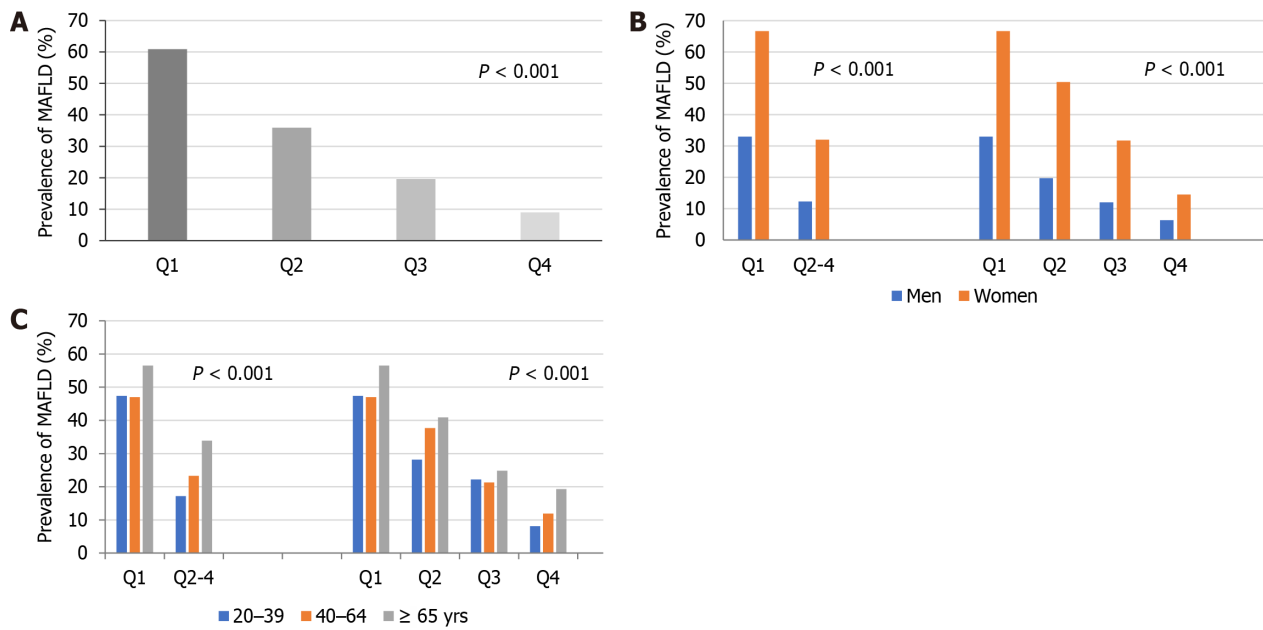 A
Prevalence of MAFLD (%)
70
60
50
40
30
20
10
0
P < 0.001
Q1 Q2 Q3 Q4
B
Prevalence of MAFLD (%)
70
60
50
40
30
20
10
0
P < 0.001 P < 0.001
Q1 Q2-4 Q1 Q2 Q3 Q4
Men Women
C
Prevalence of MAFLD (%)
70
60
50
40
30
20
10
0
P < 0.001 P < 0.001
Q1 Q2-4 Q1 Q2 Q3 Q4
20–39 40–64 ≥ 65 yrs